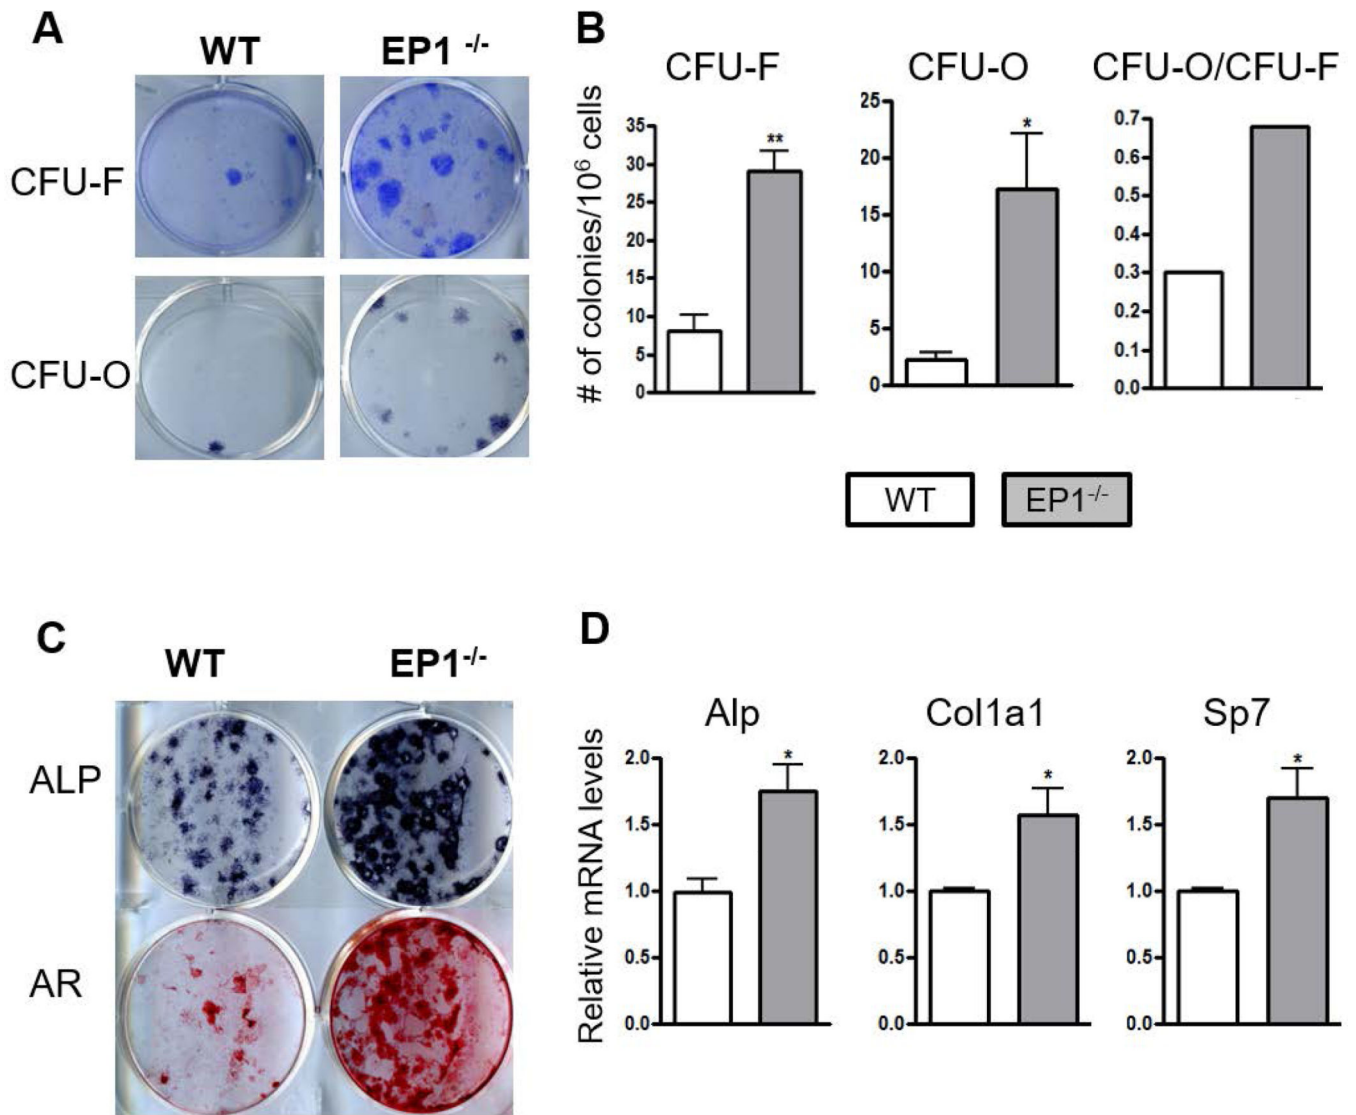 A
WT EP1 -/-
CFU-F
CFU-O
B
CFU-F CFU-O CFU-O/CFU-F
# of colonies/10⁶ cells
35
30
25
20
15
10
5
0
**
25
20
15
10
5
0
*
0.7
0.6
0.5
0.4
0.3
0.2
0.1
0.0
WT EP1-/-
C
WT EP1-/-
ALP
AR
D
Alp Col1a1 Sp7
Relative mRNA levels
2.0
1.5
1.0
0.5
0.0
*
2.0
1.5
1.0
0.5
0.0
*
2.0
1.5
1.0
0.5
0.0
*